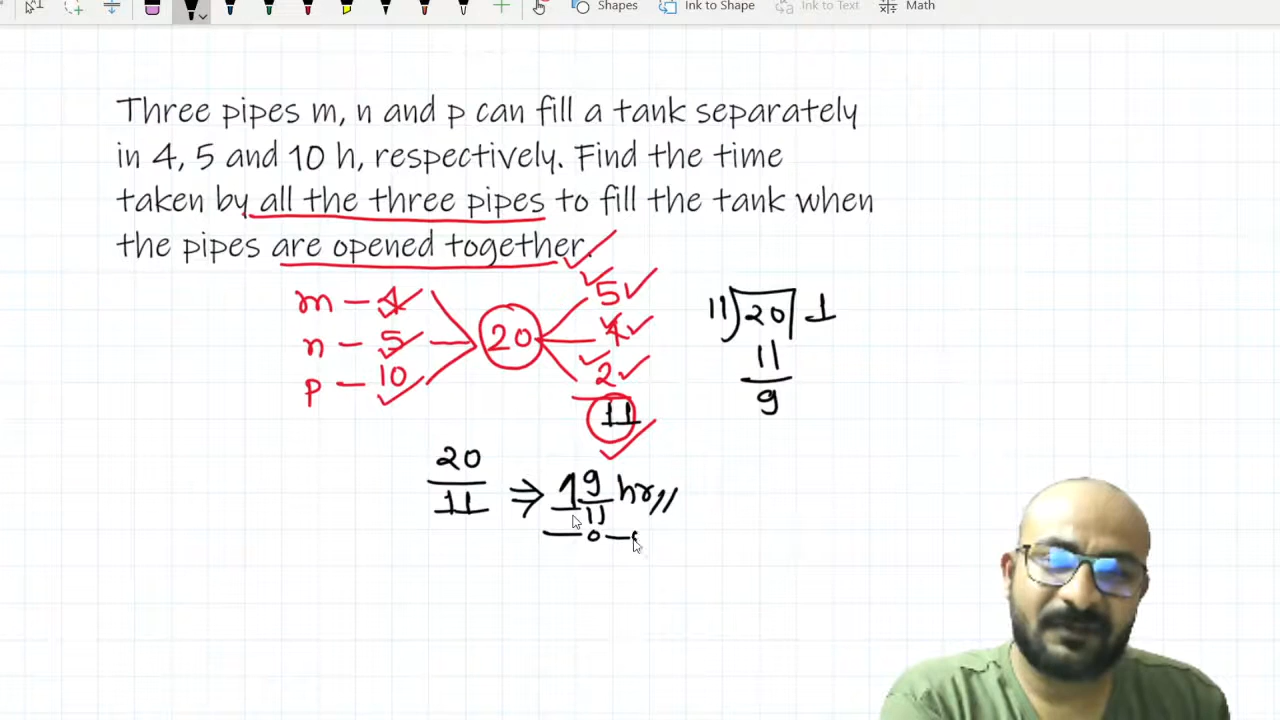 Shapes Ink to Shape Ink to Text Math
Three pipes m, n and p can fill a tank separately
in 4, 5 and 10 h, respectively. Find the time
taken by all the three pipes to fill the tank when
the pipes are opened together.
m – 4
n – 5
p – 10
20
5
4
2
11
11)20 1
11
9
20
11
⇒ 1 9/11 hr//